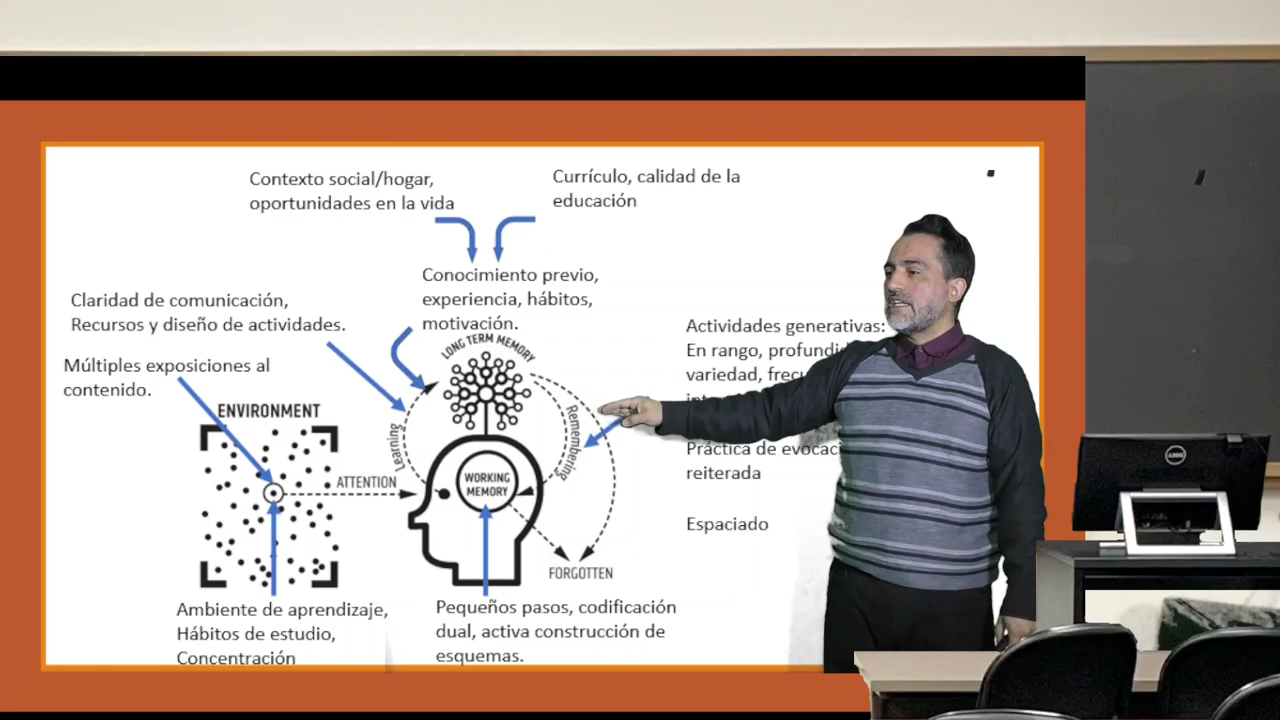 Contexto social/hogar,
oportunidades en la vida
Currículo, calidad de la
educación
Conocimiento previo,
experiencia, hábitos,
motivación.
Claridad de comunicación,
Recursos y diseño de actividades.
Múltiples exposiciones al
contenido.
ENVIRONMENT
ATTENTION
Learning
LONG TERM MEMORY
Remembering
WORKING
MEMORY
FORGOTTEN
Actividades generativas:
En rango,
variedad,
Práctica de
reiterada
Espaciado
Ambiente de aprendizaje,
Hábitos de estudio,
Concentración
Pequeños pasos, codificación
dual, activa construcción de
esquemas.
DELL